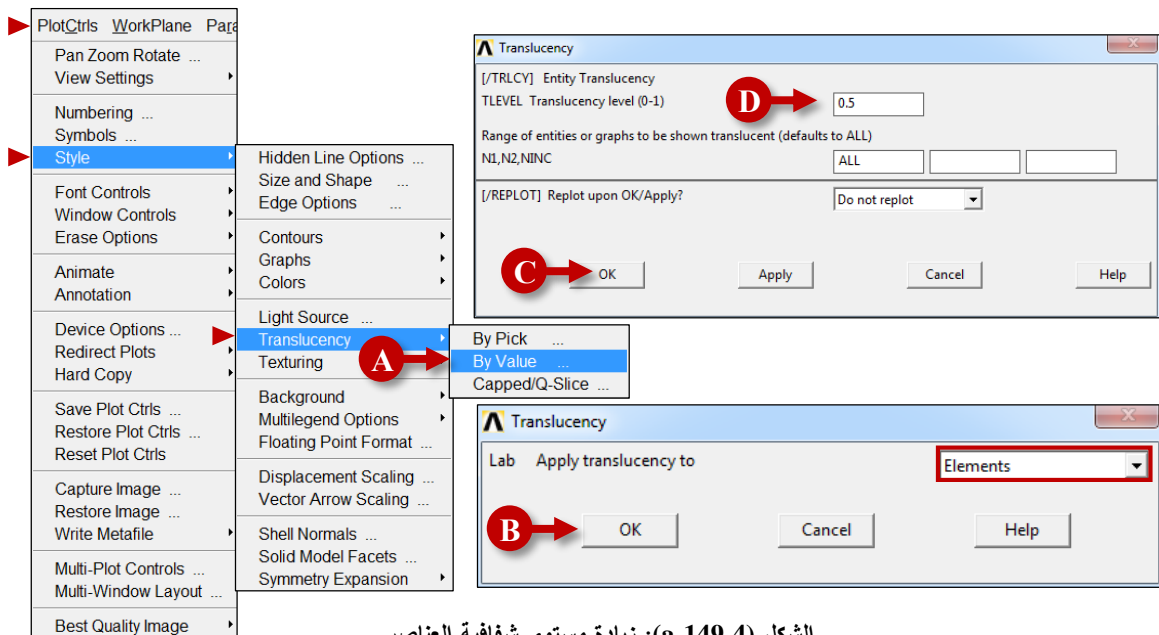 PlotCtrls WorkPlane Para
Pan Zoom Rotate ...
View Settings
Numbering ...
Symbols ...
Style
Font Controls
Window Controls
Erase Options
Animate
Annotation
Device Options ...
Redirect Plots
Hard Copy
Save Plot Ctrls ...
Restore Plot Ctrls ...
Reset Plot Ctrls
Capture Image ...
Restore Image ...
Write Metafile
Multi-Plot Controls ...
Multi-Window Layout ...
Best Quality Image
Hidden Line Options ...
Size and Shape ...
Edge Options ...
Contours
Graphs
Colors
Light Source ...
Translucency
Texturing
Background
Multilegend Options
Floating Point Format ...
Displacement Scaling ...
Vector Arrow Scaling ...
Shell Normals ...
Solid Model Facets ...
Symmetry Expansion
A
By Pick ...
By Value ...
Capped/Q-Slice ...
Translucency
[/TRLCY] Entity Translucency
TLEVEL Translucency level (0-1) D 0.5
Range of entities or graphs to be shown translucent (defaults to ALL)
N1,N2,NINC ALL
[/REPLOT] Replot upon OK/Apply? Do not replot
C OK Apply Cancel Help
Translucency
Lab Apply translucency to Elements
B OK Cancel Help
الشكل (4-149-a): زيادة مستوى شفافية العناصر